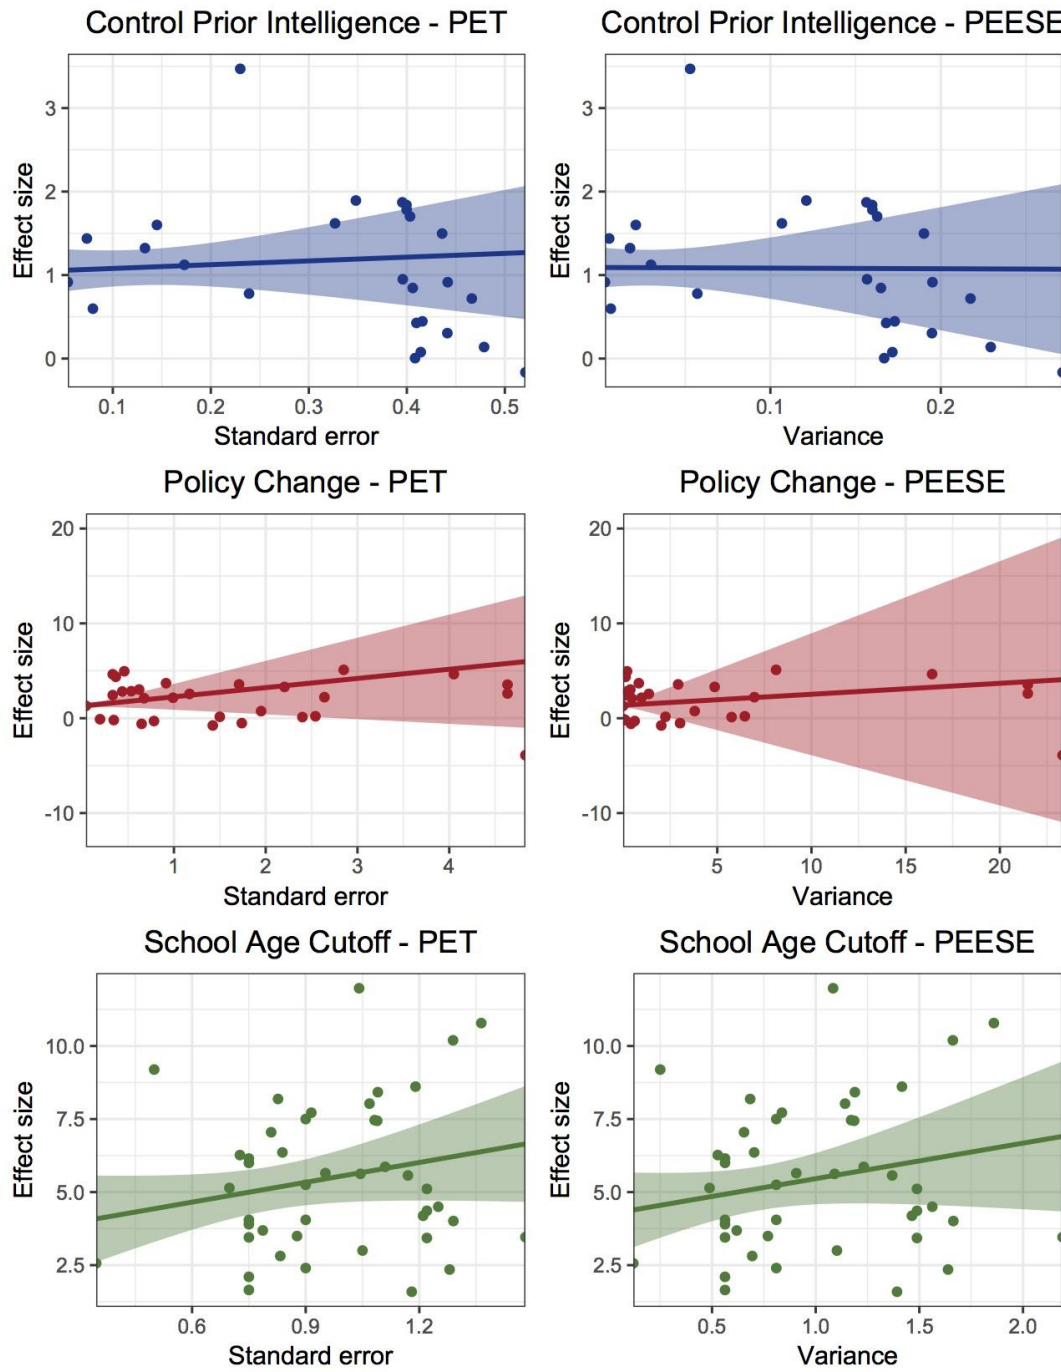 Control Prior Intelligence - PET
Control Prior Intelligence - PEESE
Effect size
3
2
1
0
0.1 0.2 0.3 0.4 0.5
Standard error
Effect size
3
2
1
0
0.1 0.2
Variance
Policy Change - PET
Policy Change - PEESE
Effect size
20
10
0
-10
1 2 3 4
Standard error
Effect size
20
10
0
-10
5 10 15 20
Variance
School Age Cutoff - PET
School Age Cutoff - PEESE
Effect size
10.0
7.5
5.0
2.5
0.6 0.9 1.2
Standard error
Effect size
10.0
7.5
5.0
2.5
0.5 1.0 1.5 2.0
Variance